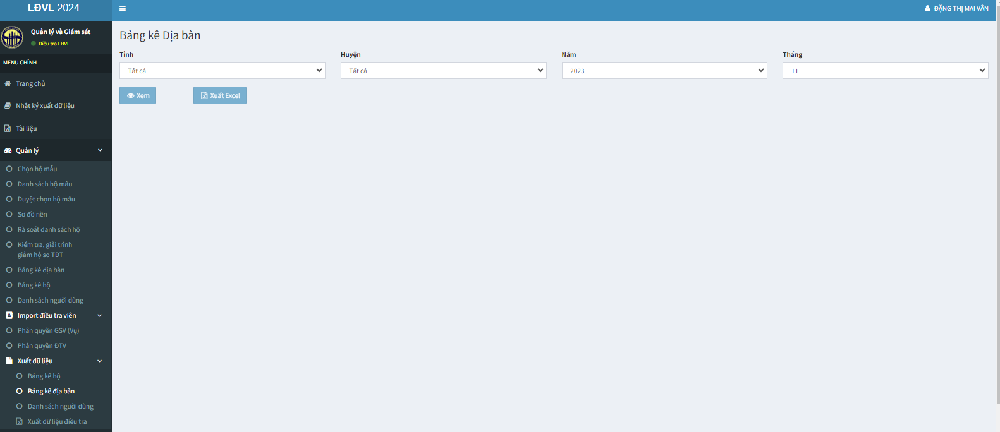 LĐVL 2024
ĐẶNG THỊ MAI VÂN
Quản lý và Giám sát
Điều tra LĐVL
MENU CHÍNH
Trang chủ
Nhật ký xuất dữ liệu
Tài liệu
Quản lý
Chọn hộ mẫu
Danh sách hộ mẫu
Duyệt chọn hộ mẫu
Sơ đồ nền
Rà soát danh sách hộ
Kiểm tra, giải trình
giảm hộ so TĐT
Bảng kê địa bàn
Bảng kê hộ
Danh sách người dùng
Import điều tra viên
Phân quyền GSV (Vụ)
Phân quyền ĐTV
Xuất dữ liệu
Bảng kê hộ
Bảng kê địa bàn
Danh sách người dùng
Xuất dữ liệu điều tra
Bảng kê Địa bàn
Tỉnh Huyện Năm Tháng
Tất cả Tất cả 2023 11
Xem Xuất Excel